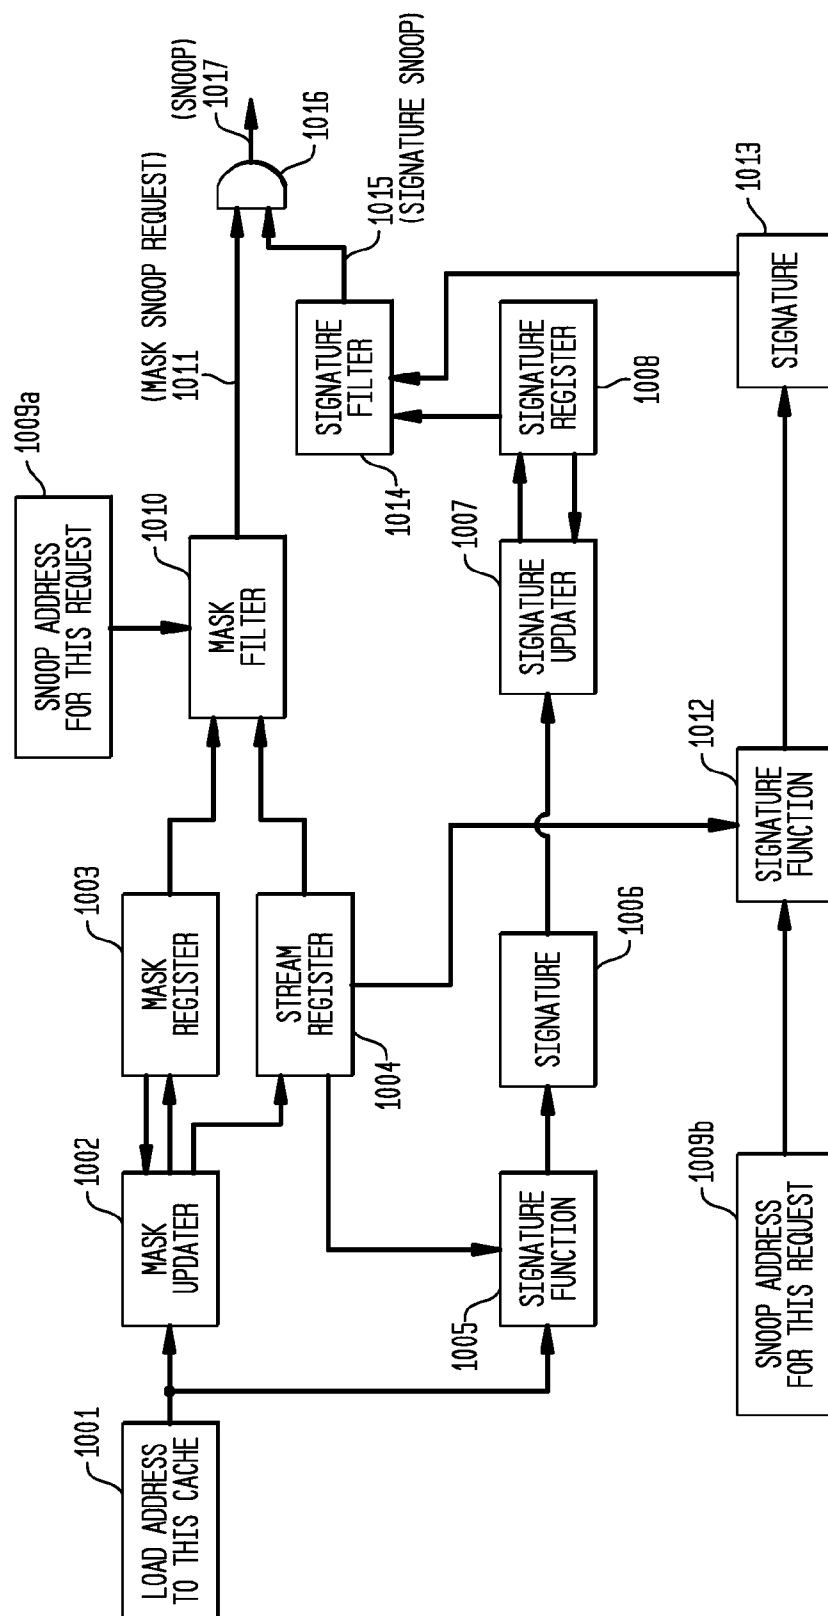 1001
LOAD ADDRESS
TO THIS CACHE
1002
MASK
UPDATER
1003
MASK
REGISTER
1004
STREAM
REGISTER
1009a
SNOOP ADDRESS
FOR THIS REQUEST
1010
MASK
FILTER
(MASK SNOOP REQUEST)
1011
(SNOOP)
1017
1016
1015
(SIGNATURE SNOOP)
SIGNATURE
FILTER
1014
1005
SIGNATURE
FUNCTION
SIGNATURE
1006
1007
SIGNATURE
UPDATER
SIGNATURE
REGISTER
1008
1009b
SNOOP ADDRESS
FOR THIS REQUEST
1012
SIGNATURE
FUNCTION
1013
SIGNATURE